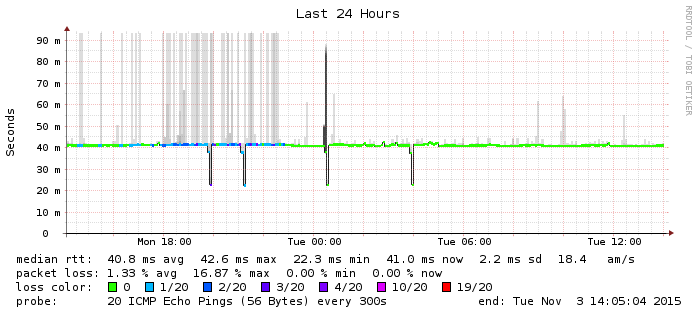 Last 24 Hours
RRDTOOL / TOBI OETIKER
Seconds
90 m
80 m
70 m
60 m
50 m
40 m
30 m
20 m
10 m
0
Mon 18:00 Tue 00:00 Tue 06:00 Tue 12:00
median rtt: 40.8 ms avg 42.6 ms max 22.3 ms min 41.0 ms now 2.2 ms sd 18.4 am/s
packet loss: 1.33 % avg 16.87 % max 0.00 % min 0.00 % now
loss color: 0 1/20 2/20 3/20 4/20 10/20 19/20
probe: 20 ICMP Echo Pings (56 Bytes) every 300s end: Tue Nov 3 14:05:04 2015